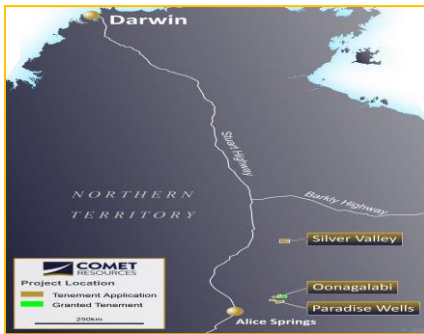 Darwin
Stuart Highway
Barkly Highway
NORTHERN
TERRITORY
Silver Valley
Oonagalabi
Paradise Wells
Alice Springs
COMET
RESOURCES
Project Location
Tenement Application
Granted Tenement
250km